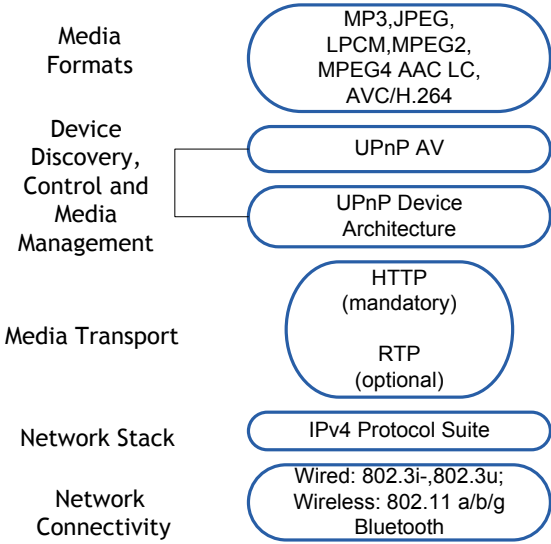 Media
Formats
MP3,JPEG,
LPCM,MPEG2,
MPEG4 AAC LC,
AVC/H.264
Device
Discovery,
Control and
Media
Management
UPnP AV
UPnP Device
Architecture
Media Transport
HTTP
(mandatory)
RTP
(optional)
Network Stack
IPv4 Protocol Suite
Network
Connectivity
Wired: 802.3i-,802.3u;
Wireless: 802.11 a/b/g
Bluetooth